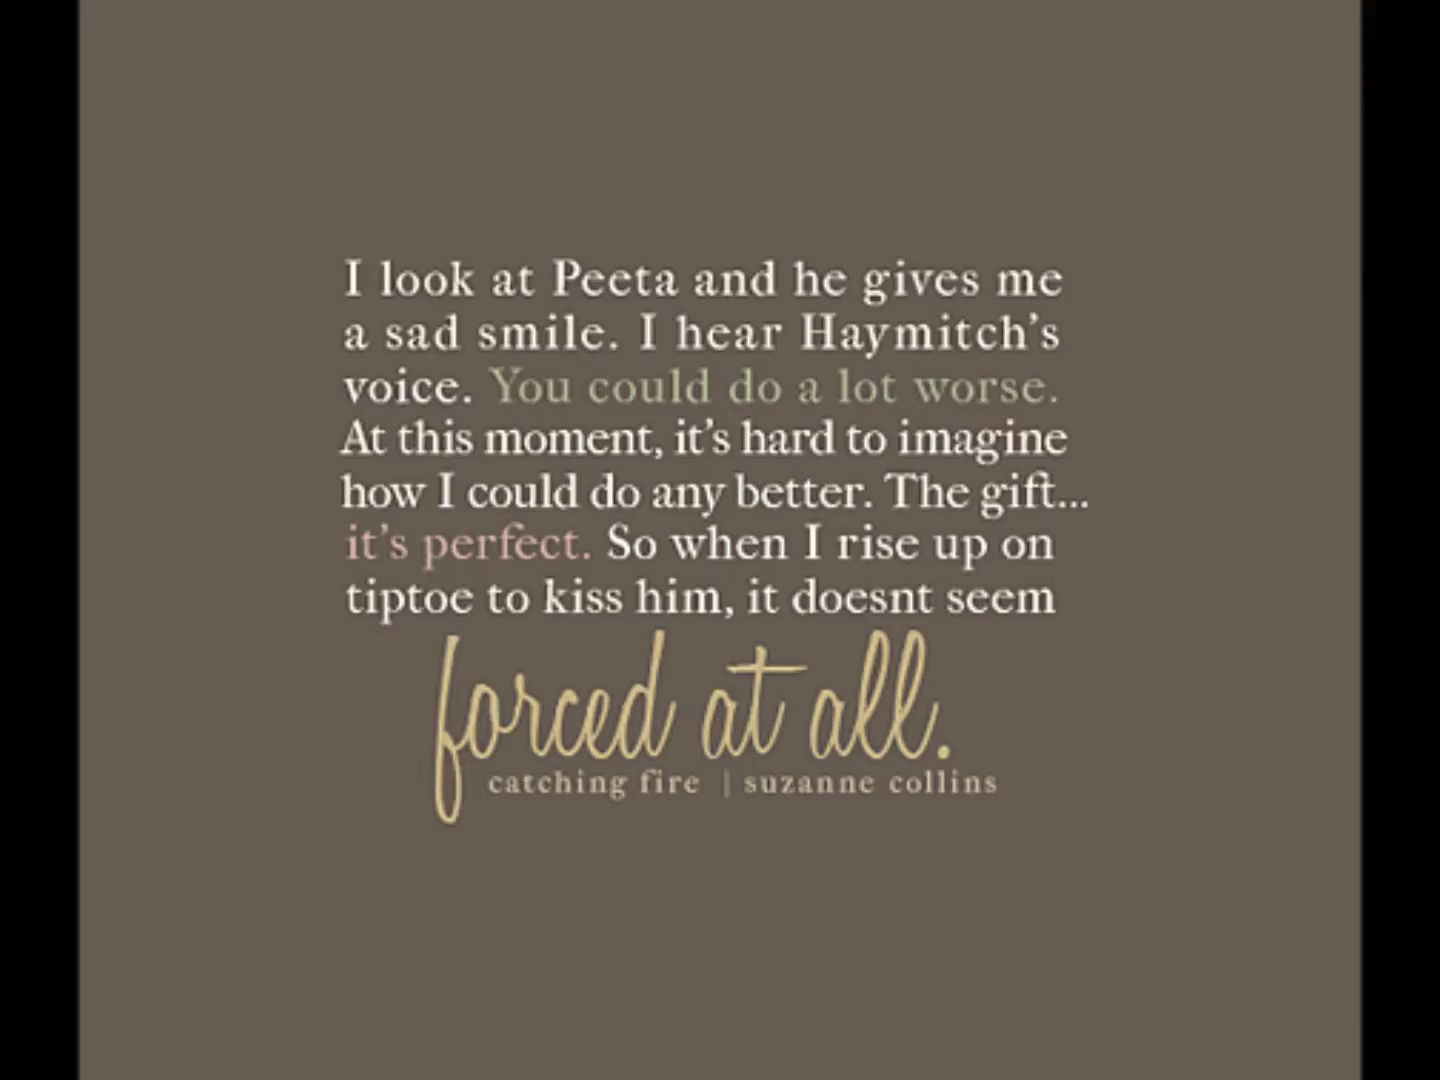 I look at Peeta and he gives me
a sad smile. I hear Haymitch's
voice. You could do a lot worse.
At this moment, it's hard to imagine
how I could do any better. The gift...
it's perfect. So when I rise up on
tiptoe to kiss him, it doesnt seem
forced at all.
catching fire | suzanne collins